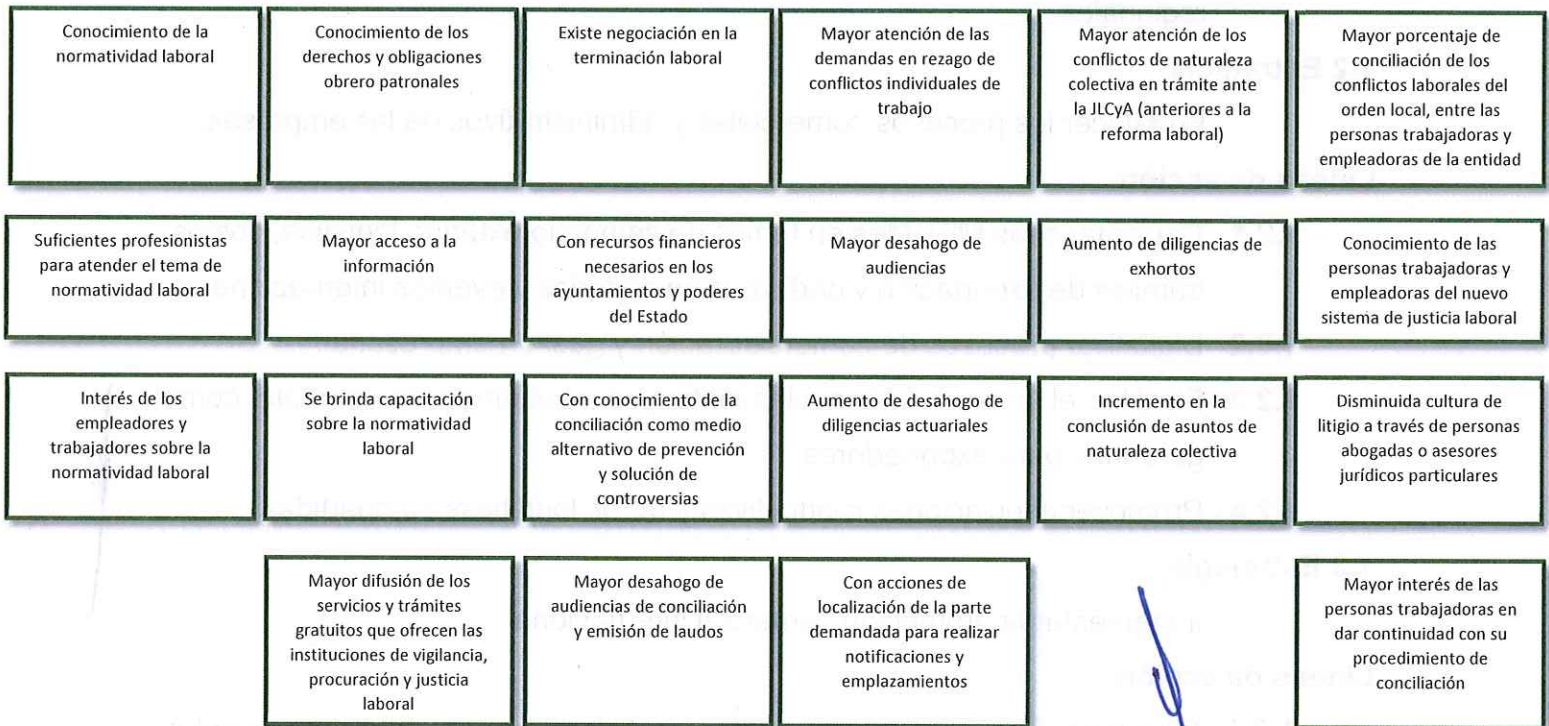 Conocimiento de la
normatividad laboral
Conocimiento de los
derechos y obligaciones
obrero patronales
Existe negociación en la
terminación laboral
Mayor atención de las
demandas en rezago de
conflictos individuales de
trabajo
Mayor atención de los
conflictos de naturaleza
colectiva en trámite ante
la JLCyA (anteriores a la
reforma laboral)
Mayor porcentaje de
conciliación de los
conflictos laborales del
orden local, entre las
personas trabajadoras y
empleadoras de la entidad
Suficientes profesionistas
para atender el tema de
normatividad laboral
Mayor acceso a la
información
Con recursos financieros
necesarios en los
ayuntamientos y poderes
del Estado
Mayor desahogo de
audiencias
Aumento de diligencias de
exhortos
Conocimiento de las
personas trabajadoras y
empleadoras del nuevo
sistema de justicia laboral
Interés de los
empleadores y
trabajadores sobre la
normatividad laboral
Se brinda capacitación
sobre la normatividad
laboral
Con conocimiento de la
conciliación como medio
alternativo de prevención
y solución de
controversias
Aumento de desahogo de
diligencias actuariales
Incremento en la
conclusión de asuntos de
naturaleza colectiva
Disminuida cultura de
litigio a través de personas
abogadas o asesores
jurídicos particulares
Mayor difusión de los
servicios y trámites
gratuitos que ofrecen las
instituciones de vigilancia,
procuración y justicia
laboral
Mayor desahogo de
audiencias de conciliación
y emisión de laudos
Con acciones de
localización de la parte
demandada para realizar
notificaciones y
emplazamientos
Mayor interés de las
personas trabajadoras en
dar continuidad con su
procedimiento de
conciliación